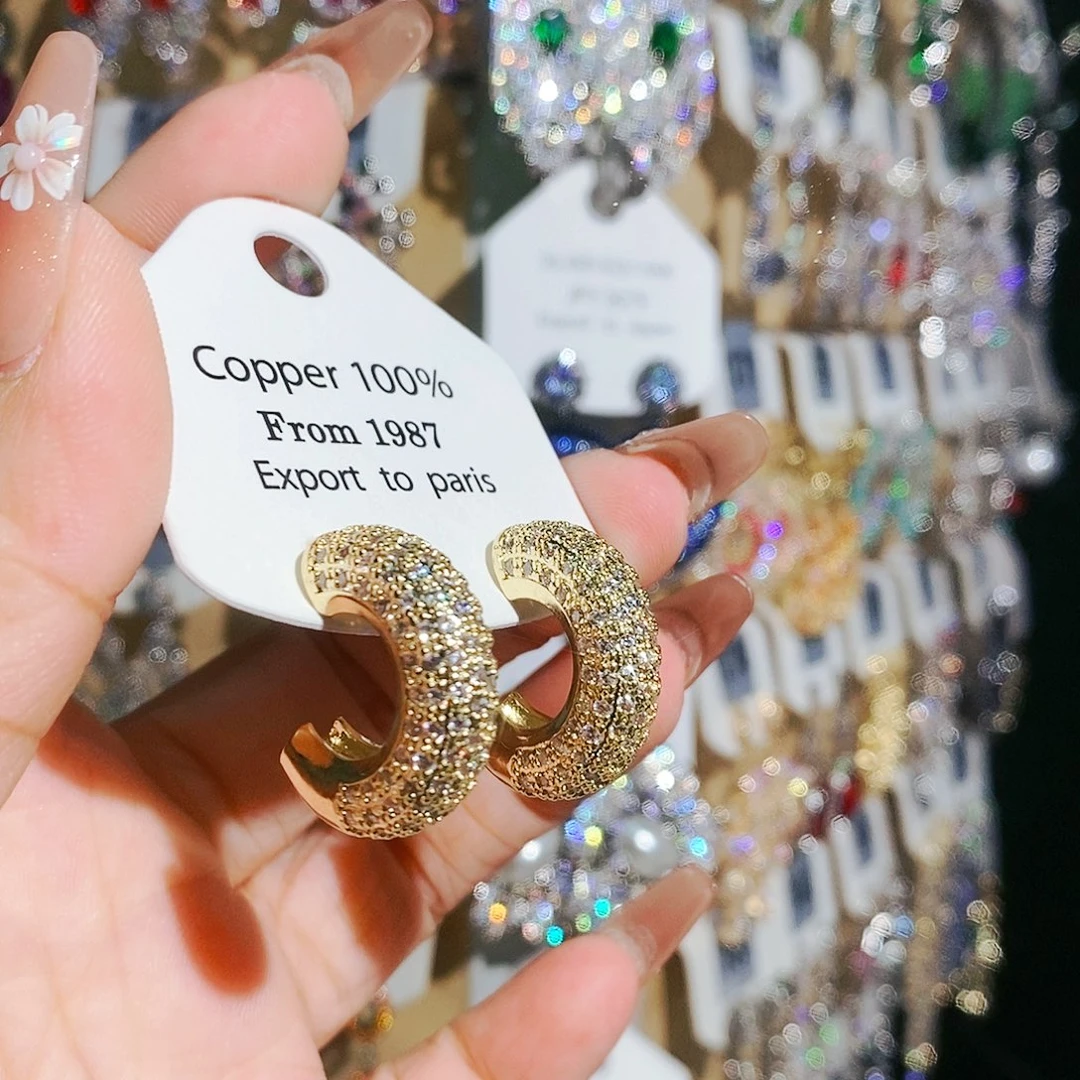 Copper 100%
From 1987
Export to paris